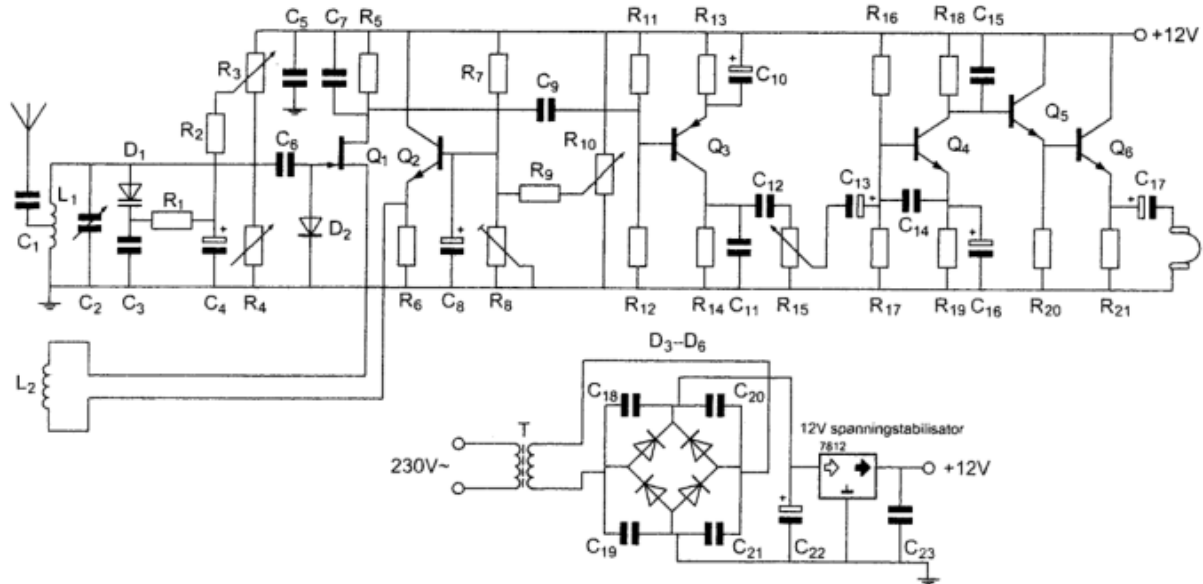 R11 R13 R16 R18 C15
C5 C7 R5
+12V
R3 R7 C9 + C10
R2 R10 Q5
D1 C6 Q1 Q2 Q3 Q4 Q6
L1 R1 R9 C12 C13 + C17 +
C1 + D2 + C14 +
C2 C3 C4 R4 R6 C8 R8 R12 R14 C11 R15 R17 R19 C16 R20 R21
D3--D6
L2
C18 C20
T
12V spänningstabilisator
7812
230V~
+12V
+
C19 C21 C22 C23